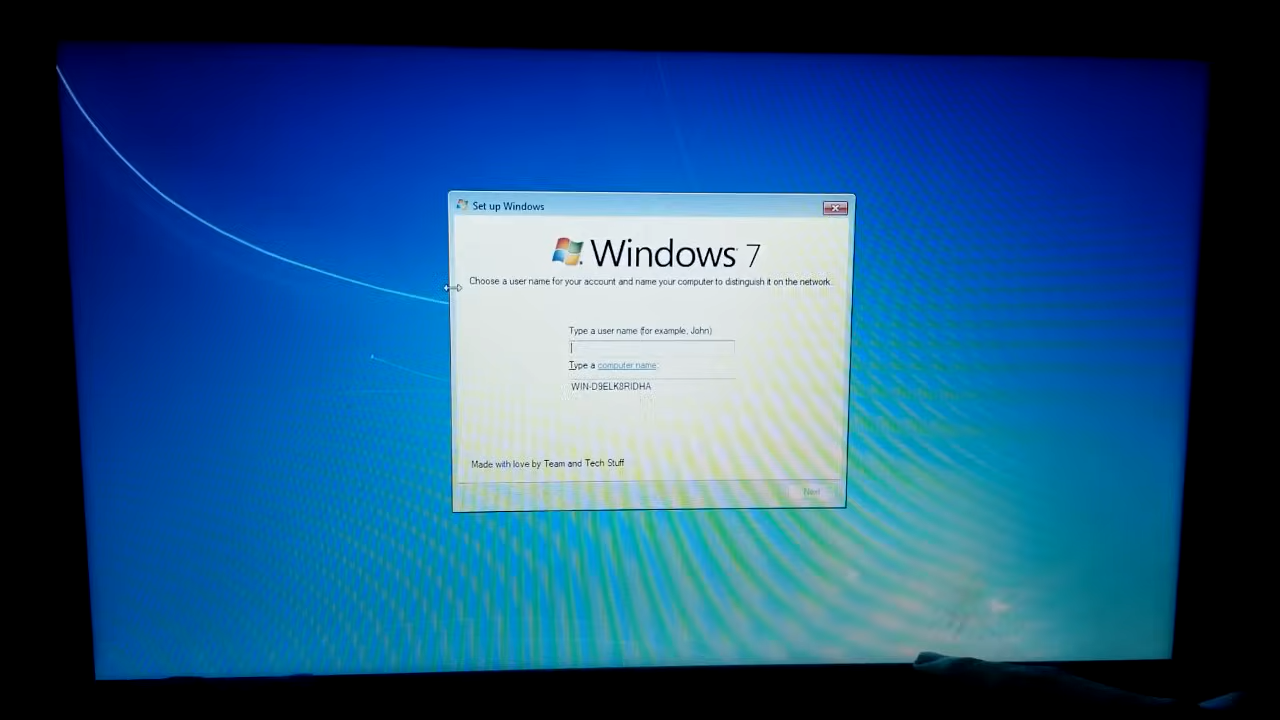 Set up Windows
Windows 7
Choose a user name for your account and name your computer to distinguish it on the network.
Type a user name (for example, John)
Type a computer name:
WIN-D9ELK8RIDHA
Made with love by Team and Tech Stuff
Next